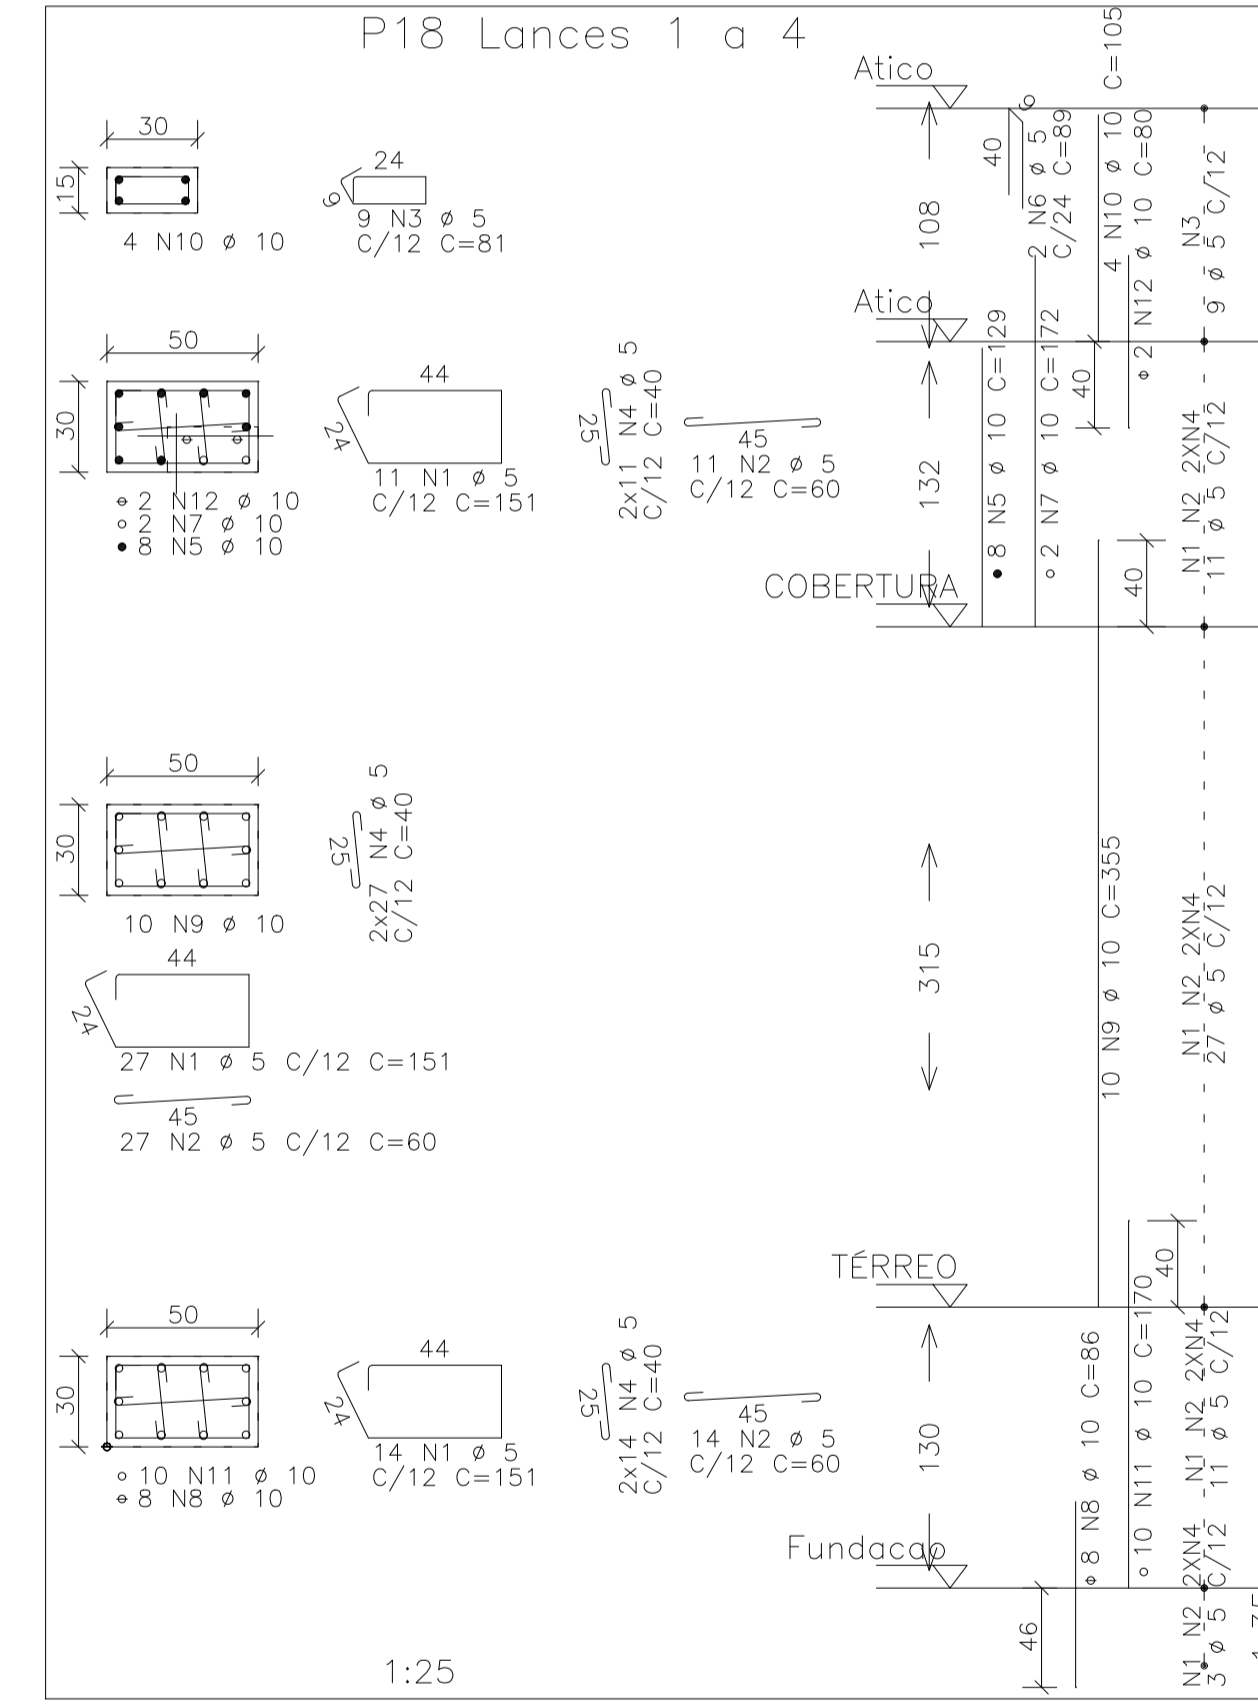 P18 Lances 1 a 4
30
15
4 N10 ø 10
24
9
9 N3 ø 5
C/12 C=81
50
30
2 N12 ø 10
2 N7 ø 10
8 N5 ø 10
44
24
11 N1 ø 5
C/12 C=151
25
2x11 N4 ø 5
C/12 C=40
45
11 N2 ø 5
C/12 C=60
50
30
10 N9 ø 10
25
2x27 N4 ø 5
C/12 C=40
44
24
27 N1 ø 5 C/12 C=151
45
27 N2 ø 5 C/12 C=60
50
30
10 N11 ø 10
8 N8 ø 10
44
24
14 N1 ø 5
C/12 C=151
25
2x14 N4 ø 5
C/12 C=40
45
14 N2 ø 5
C/12 C=60
1:25
Atico
108
Atico
132
COBERTURA
315
TÉRREO
130
Fundacao
46
40
9
2 N6 ø 5
C/24 C=89
4 N10 ø 10 C=105
2 N12 ø 10 C=80
N3
9 ø 5 C/12
8 N5 ø 10 C=129
2 N7 ø 10 C=172
40
40
N1 N2 2XN4
11 ø 5 C/12
10 N9 ø 10 C=355
N1 N2 2XN4
27 ø 5 C/12
40
8 N8 ø 10 C=86
10 N11 ø 10 C=170
N1 N2 2XN4
11 ø 5 C/12
N1 N2 2XN4
3 ø 5 C/12